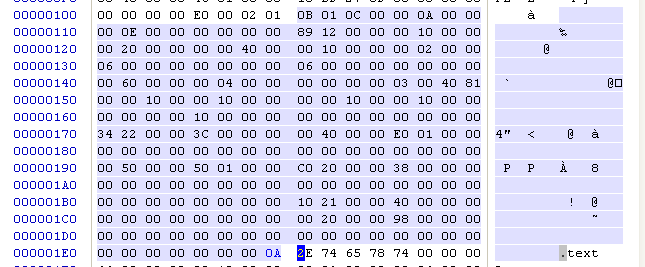 00000100 00 00 00 00 E0 00 02 01 0B 01 0C 00 00 0A 00 00 à
00000110 00 0E 00 00 00 00 00 00 89 12 00 00 00 10 00 00 ‰
00000120 00 20 00 00 00 00 40 00 00 10 00 00 00 02 00 00 @
00000130 06 00 00 00 00 00 00 00 06 00 00 00 00 00 00 00
00000140 00 60 00 00 00 04 00 00 00 00 00 00 03 00 40 81 ` @□
00000150 00 00 10 00 00 10 00 00 00 00 10 00 00 10 00 00
00000160 00 00 00 00 10 00 00 00 00 00 00 00 00 00 00 00
00000170 34 22 00 00 3C 00 00 00 00 40 00 00 E0 01 00 00 4" < @ à
00000180 00 00 00 00 00 00 00 00 00 00 00 00 00 00 00 00
00000190 00 50 00 00 50 01 00 00 C0 20 00 00 38 00 00 00 P P À 8
000001A0 00 00 00 00 00 00 00 00 00 00 00 00 00 00 00 00
000001B0 00 00 00 00 00 00 00 00 10 21 00 00 40 00 00 00 ! @
000001C0 00 00 00 00 00 00 00 00 00 20 00 00 98 00 00 00 ˜
000001D0 00 00 00 00 00 00 00 00 00 00 00 00 00 00 00 00
000001E0 00 00 00 00 00 00 00 0A 2E 74 65 78 74 00 00 00 .text